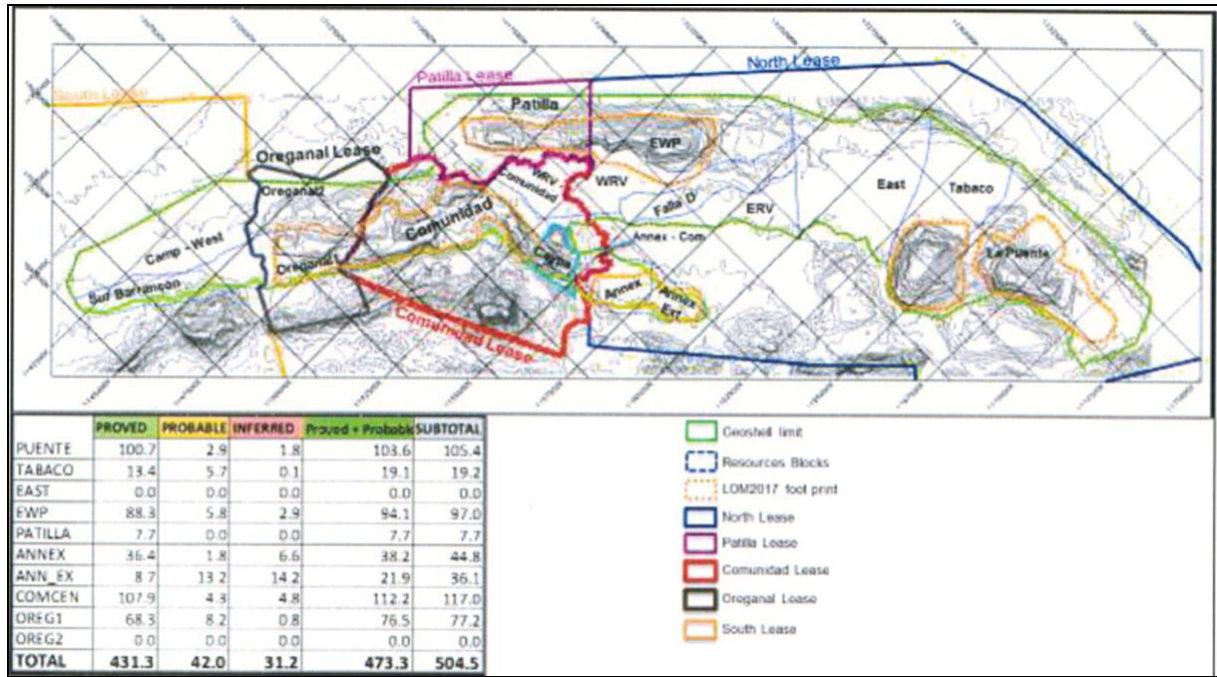 North Lease
Patilla Lease
South Lease
Patilla
EWP
Oreganal Lease
WRV
Comunidad
WRV
East
Tabaco
Oreganal2
Falla D
ERV
Comunidad
Annex - Com
Camp - West
La Puente
Oreganal1
Annex
Annex
Ext
Sur Barrancon
Comunidad Lease
PROVED PROBABLE INFERRED Proved + Probable SUBTOTAL
PUENTE 100.7 2.9 1.8 103.6 105.4
TABACO 13.4 5.7 0.1 19.1 19.2
EAST 0.0 0.0 0.0 0.0 0.0
EWP 88.3 5.8 2.9 94.1 97.0
PATILLA 7.7 0.0 0.0 7.7 7.7
ANNEX 36.4 1.8 6.6 38.2 44.8
ANN_EX 8.7 13.2 14.2 21.9 36.1
COMCEN 107.9 4.3 4.8 112.2 117.0
OREG1 68.3 8.2 0.8 76.5 77.2
OREG2 0.0 0.0 0.0 0.0 0.0
TOTAL 431.3 42.0 31.2 473.3 504.5
Geoshell limit
Resources Blocks
LOM2017 foot print
North Lease
Patilla Lease
Comunidad Lease
Oreganal Lease
South Lease